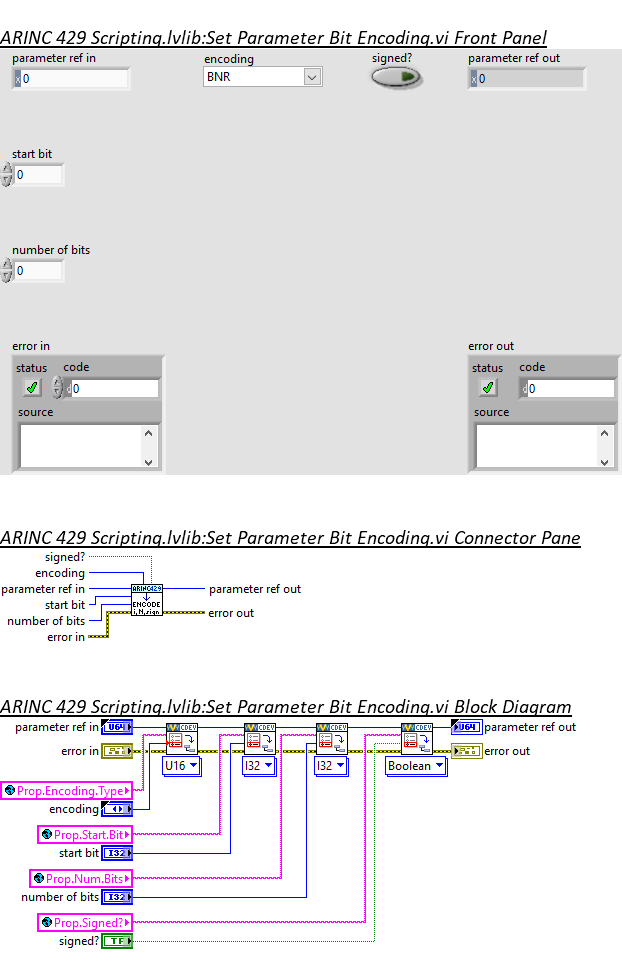 ARINC 429 Scripting.lvlib:Set Parameter Bit Encoding.vi Front Panel
parameter ref in
encoding
signed?
parameter ref out
x 0
BNR
x 0
start bit
0
number of bits
0
error in
error out
status code
status code
d 0
d 0
source
source
ARINC 429 Scripting.lvlib:Set Parameter Bit Encoding.vi Connector Pane
signed?
encoding
parameter ref in
parameter ref out
start bit
number of bits
error in
error out
ARINC429
ENCODE
i,N,sign
ARINC 429 Scripting.lvlib:Set Parameter Bit Encoding.vi Block Diagram
parameter ref in U64
CDEV
CDEV
CDEV
CDEV
U64 parameter ref out
error in
error out
U16
I32
I32
Boolean
Prop.Encoding.Type
encoding
Prop.Start.Bit
start bit I32
Prop.Num.Bits
number of bits I32
Prop.Signed?
signed? TF